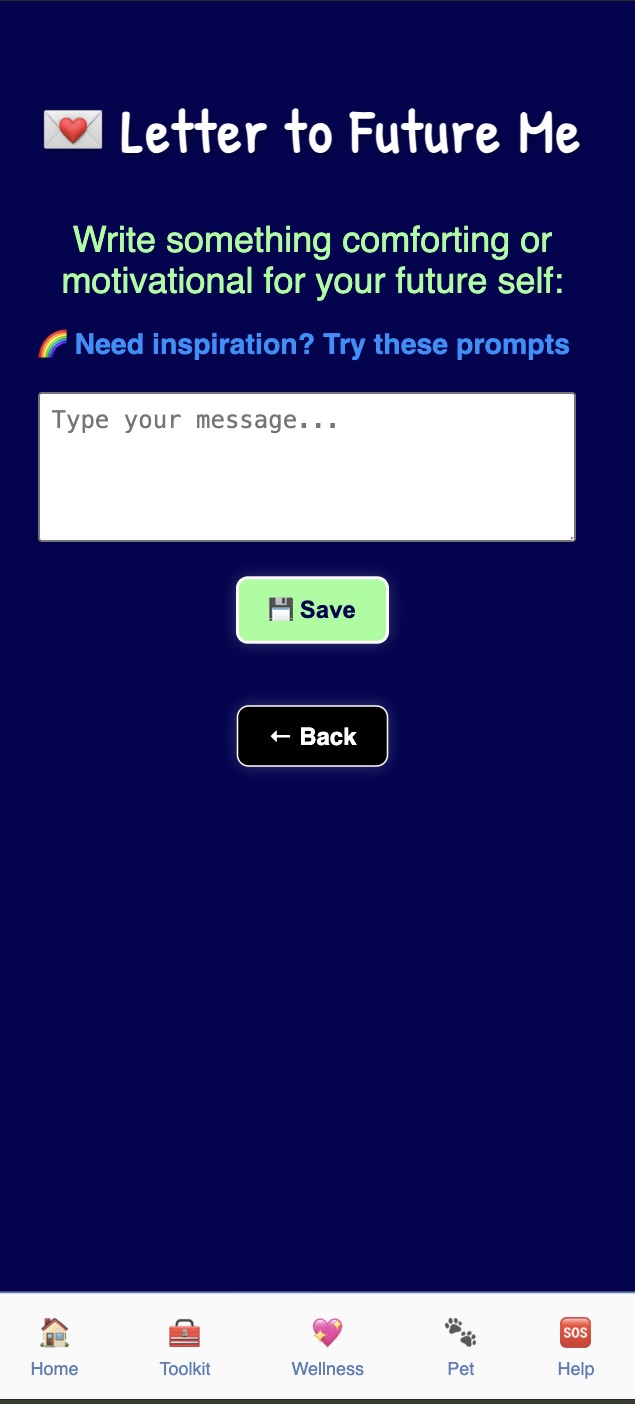 💌 Letter to Future Me
Write something comforting or
motivational for your future self:
🌈 Need inspiration? Try these prompts
Type your message...
💾 Save
← Back
SOS
Home Toolkit Wellness Pet Help